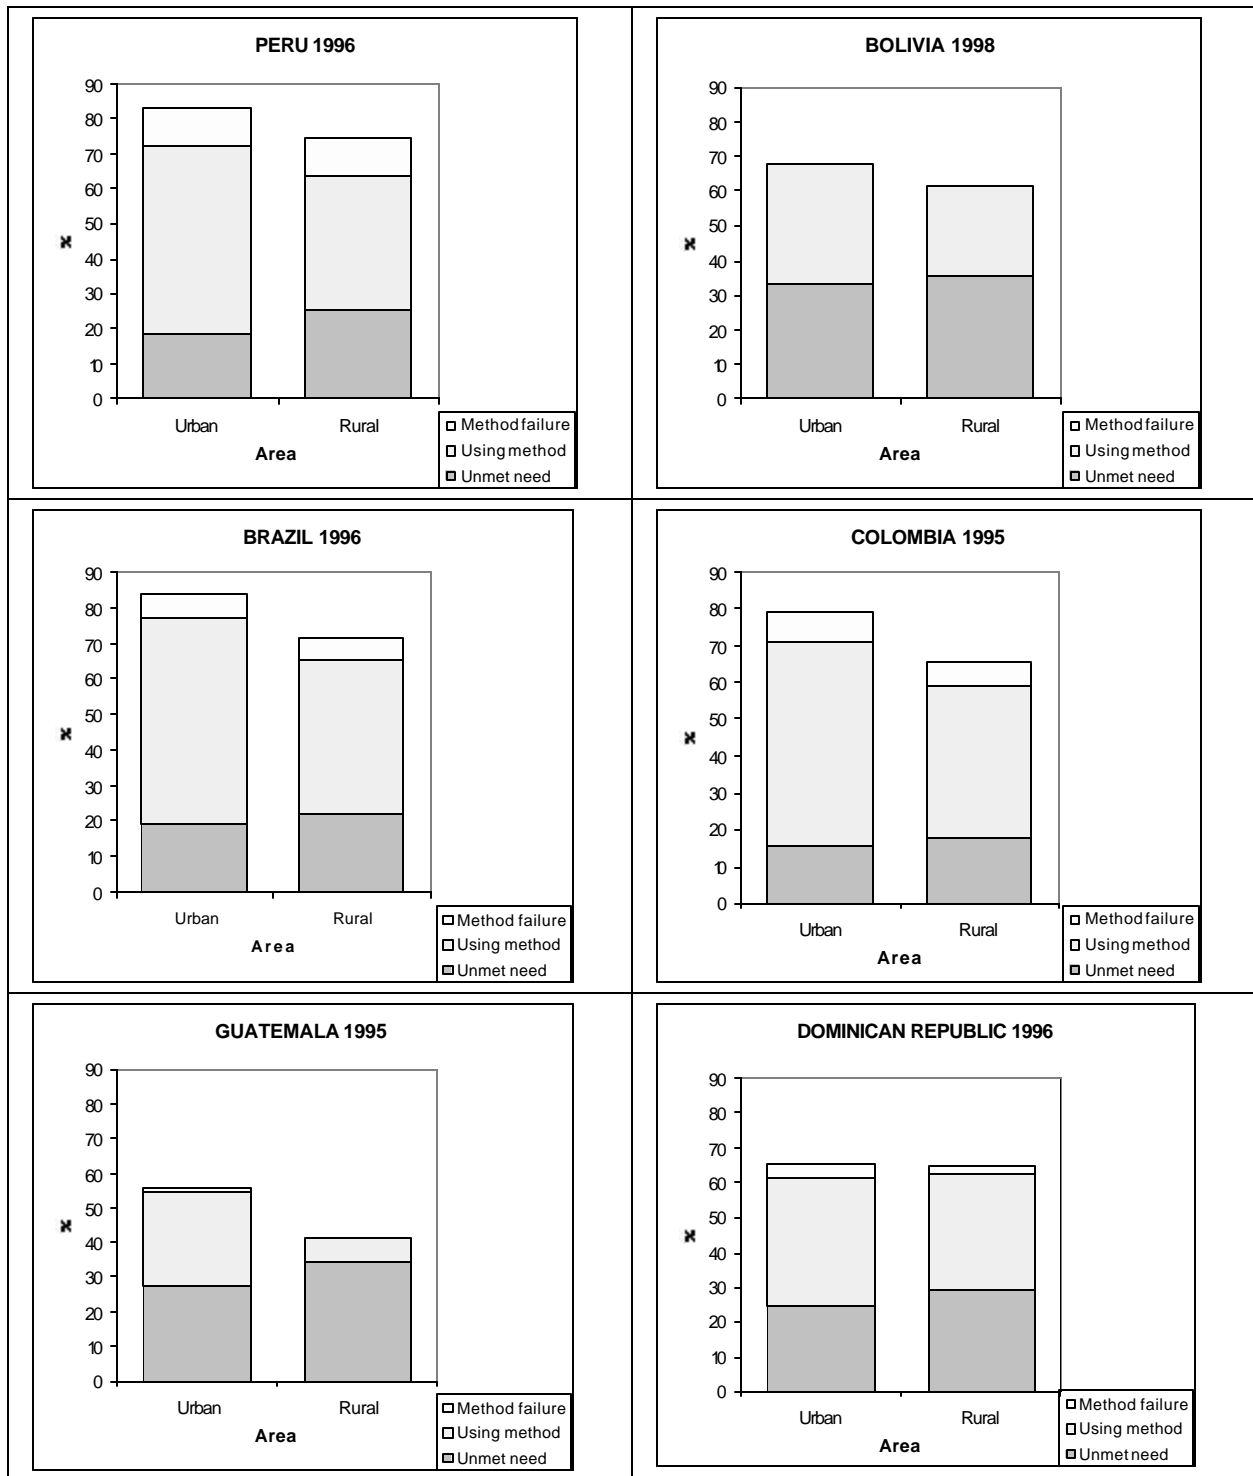 PERU 1996
90
80
70
60
50
40
30
20
10
0
Urban Rural
Area
Method failure
Using method
Unmet need
BOLIVIA 1998
90
80
70
60
50
40
30
20
10
0
Urban Rural
Area
Method failure
Using method
Unmet need
BRAZIL 1996
90
80
70
60
50
40
30
20
10
0
Urban Rural
Area
Method failure
Using method
Unmet need
COLOMBIA 1995
90
80
70
60
50
40
30
20
10
0
Urban Rural
Area
Method failure
Using method
Unmet need
GUATEMALA 1995
90
80
70
60
50
40
30
20
10
0
Urban Rural
Area
Method failure
Using method
Unmet need
DOMINICAN REPUBLIC 1996
90
80
70
60
50
40
30
20
10
0
Urban Rural
Area
Method failure
Using method
Unmet need